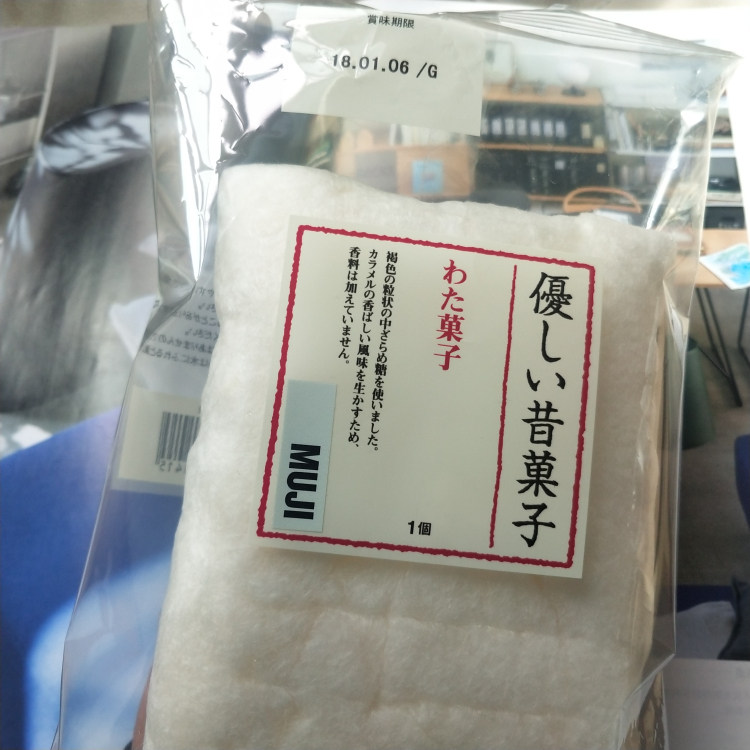 賞味期限
18.01.06 /G
優しい昔菓子
わた菓子
褐色の粒状の中ざらめ糖を使いました。
カラメルの香ばしい風味を生かすため、
香料は加えていません。
MUJI
1個